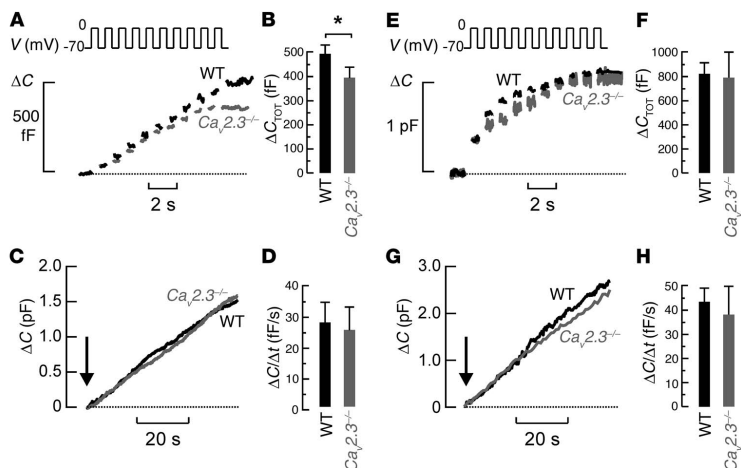 A
0
V (mV) -70
ΔC
500
fF
WT
Cav2.3–/–
2 s
B
*
500
400
300
200
100
0
ΔCTOT (fF)
WT
Cav2.3–/–
E
0
V (mV) -70
ΔC
1 pF
WT
Cav2.3–/–
2 s
F
1000
800
600
400
200
0
ΔCTOT (fF)
WT
Cav2.3–/–
C
2.0
1.5
1.0
0.5
0
ΔC (pF)
Cav2.3–/–
WT
20 s
D
40
30
20
10
0
ΔC/Δt (fF/s)
WT
Cav2.3–/–
G
3.0
2.0
1.0
0
ΔC (pF)
WT
Cav2.3–/–
20 s
H
50
40
30
20
10
0
ΔC/Δt (fF/s)
WT
Cav2.3–/–